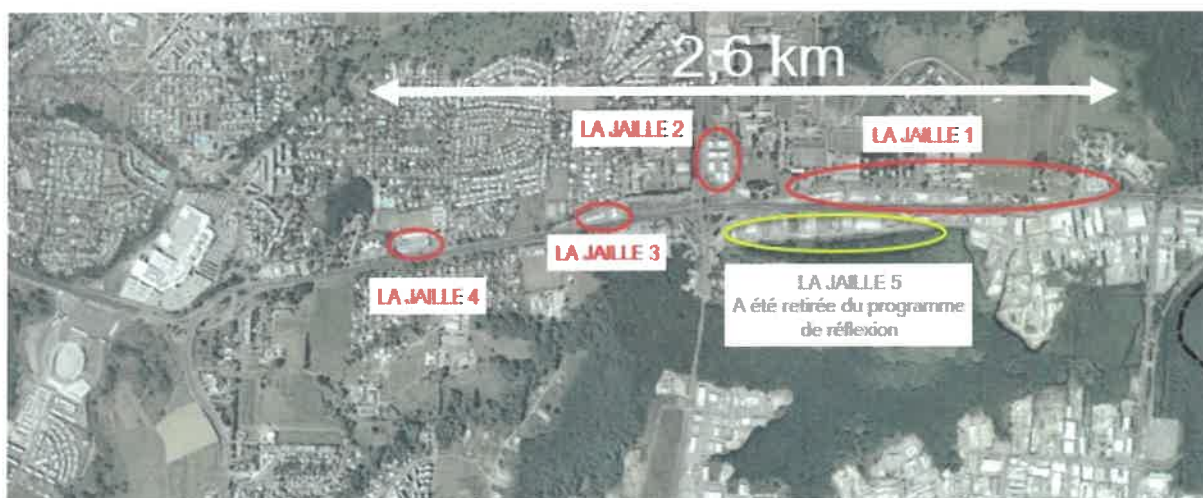 2,6 km
LA JAILLE 2
LA JAILLE 1
LA JAILLE 3
LA JAILLE 4
LA JAILLE 5
A été retirée du programme
de réflexion